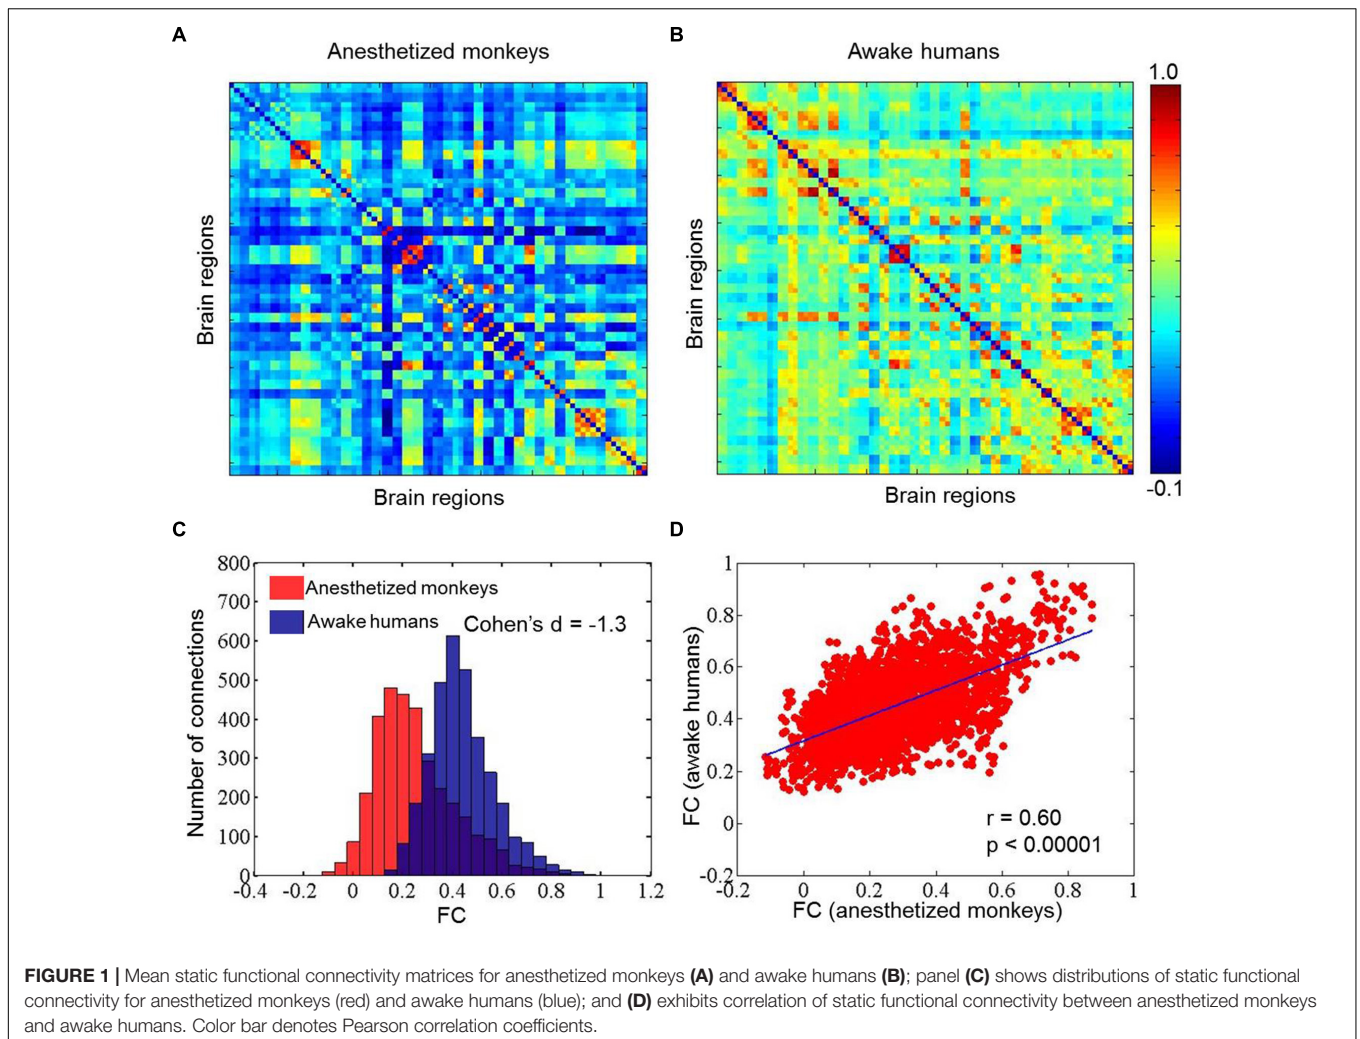 A
Anesthetized monkeys
Brain regions
Brain regions
B
Awake humans
Brain regions
Brain regions
1.0
-0.1
C
800
700
600
500
400
300
200
100
0
Number of connections
Anesthetized monkeys
Awake humans
Cohen's d = -1.3
-0.4 -0.2 0 0.2 0.4 0.6 0.8 1 1.2
FC
D
1
0.8
0.6
0.4
0.2
0
-0.2
FC (awake humans)
r = 0.60
p < 0.00001
-0.2 0 0.2 0.4 0.6 0.8 1
FC (anesthetized monkeys)
FIGURE 1 | Mean static functional connectivity matrices for anesthetized monkeys (A) and awake humans (B); panel (C) shows distributions of static functional
connectivity for anesthetized monkeys (red) and awake humans (blue); and (D) exhibits correlation of static functional connectivity between anesthetized monkeys
and awake humans. Color bar denotes Pearson correlation coefficients.